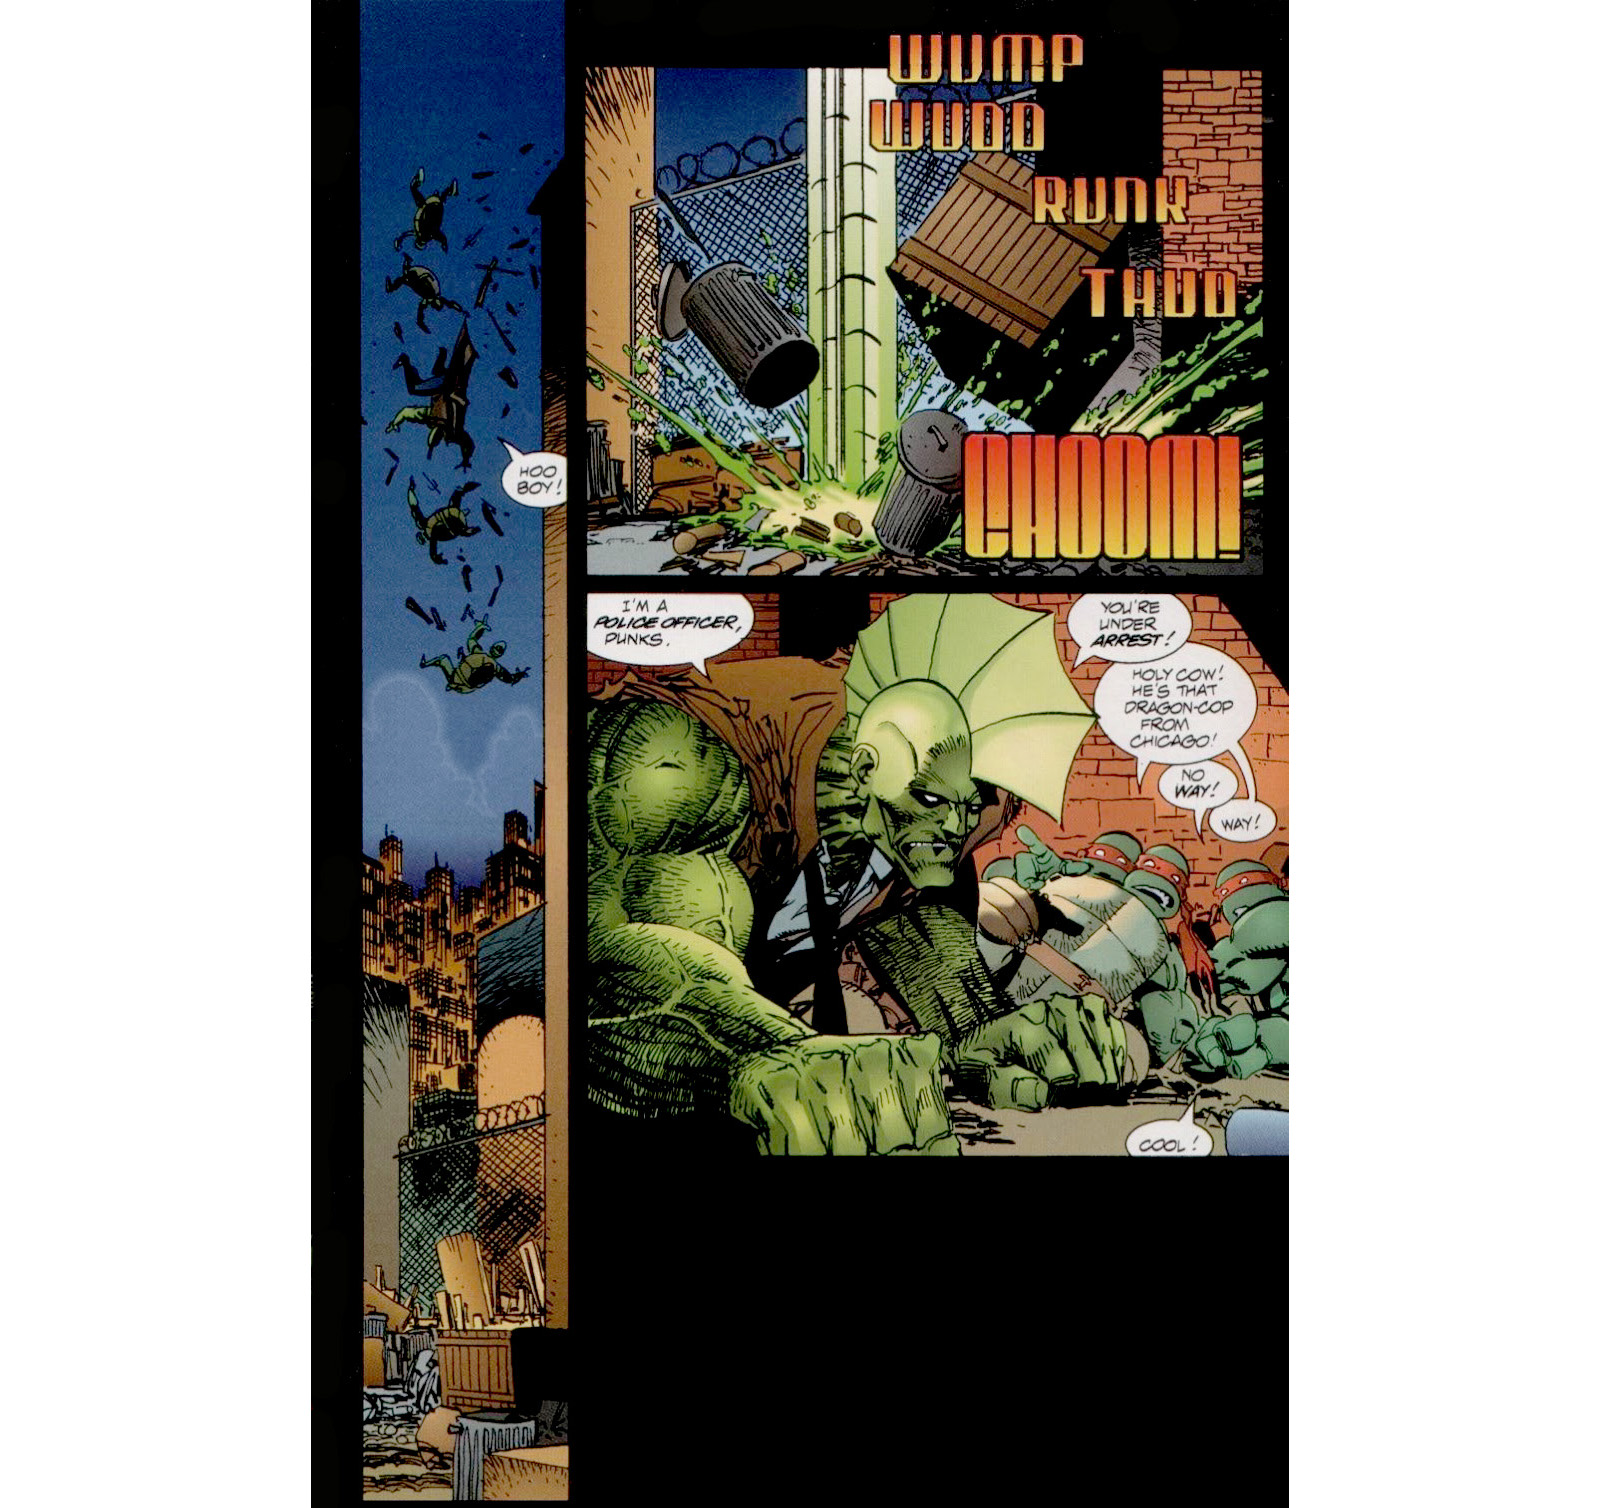 HOO
BOY!
WUMP
WUDD
RUNK
THUD
CHOOM!
I'M A
POLICE OFFICER,
PUNKS.
YOU'RE
UNDER
ARREST!
HOLY COW!
HE'S THAT
DRAGON-COP
FROM
CHICAGO!
NO
WAY!
WAY!
COOL!